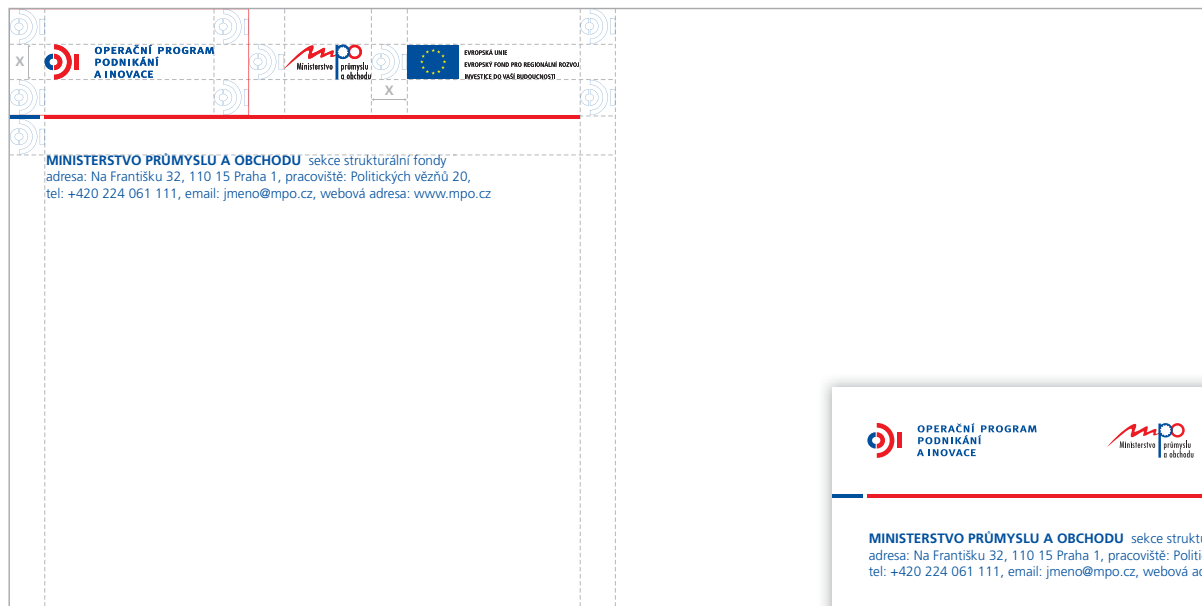 X
OPERAČNÍ PROGRAM
PODNIKÁNÍ
A INOVACE
mpo
Ministerstvo průmyslu
a obchodu
EVROPSKÁ UNIE
EVROPSKÝ FOND PRO REGIONÁLNÍ ROZVOJ
INVESTICE DO VAŠÍ BUDOUCNOSTI
X
MINISTERSTVO PRŮMYSLU A OBCHODU sekce strukturální fondy
adresa: Na Františku 32, 110 15 Praha 1, pracoviště: Politických vězňů 20,
tel: +420 224 061 111, email: jmeno@mpo.cz, webová adresa: www.mpo.cz
OPERAČNÍ PROGRAM
PODNIKÁNÍ
A INOVACE
mpo
Ministerstvo průmyslu
a obchodu
MINISTERSTVO PRŮMYSLU A OBCHODU sekce struktu
adresa: Na Františku 32, 110 15 Praha 1, pracoviště: Politi
tel: +420 224 061 111, email: jmeno@mpo.cz, webová ad